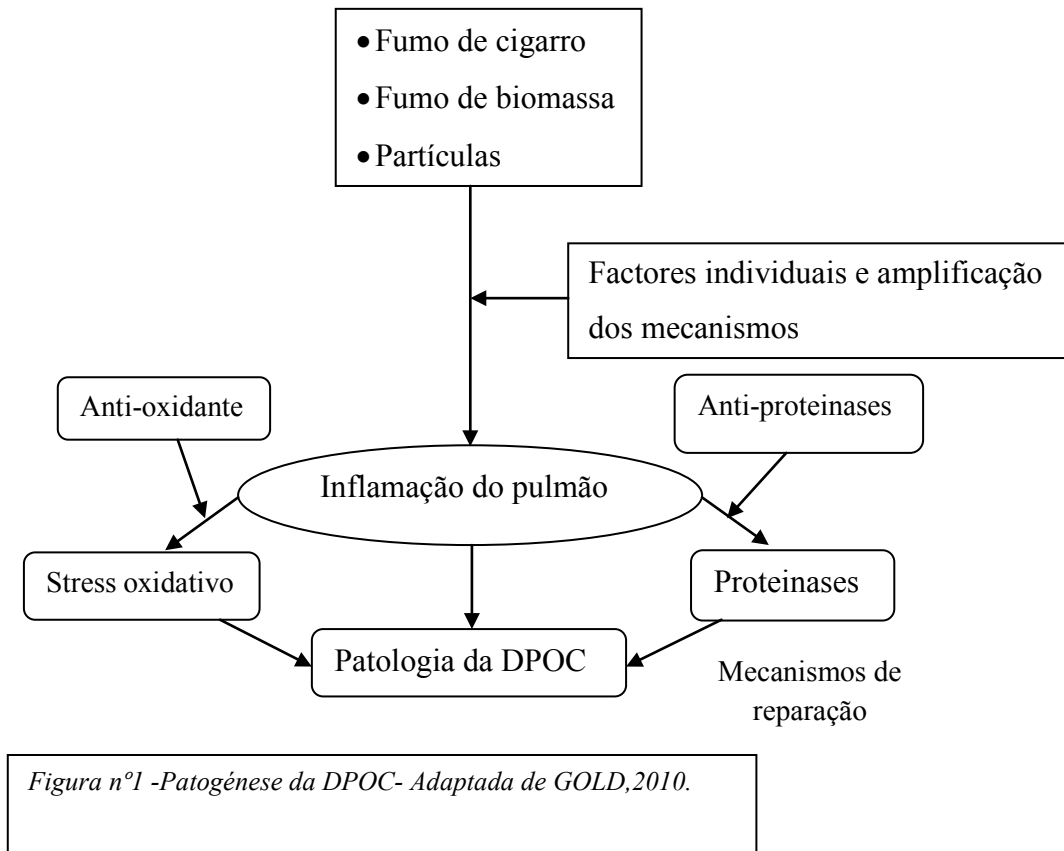 • Fumo de cigarro
• Fumo de biomassa
• Partículas
Factores individuais e amplificação
dos mecanismos
Anti-oxidante
Anti-proteinases
Inflamação do pulmão
Stress oxidativo
Proteinases
Patologia da DPOC
Mecanismos de
reparação
Figura nº1 -Patogénese da DPOC- Adaptada de GOLD,2010.